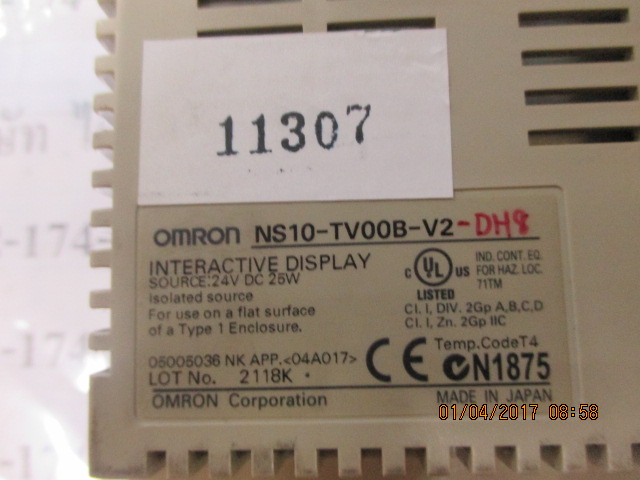 11307
OMRON NS10-TV00B-V2-DH8
INTERACTIVE DISPLAY
SOURCE:24V DC 25W
Isolated source
For use on a flat surface
of a Type 1 Enclosure.
c UL us
LISTED
IND. CONT. EQ.
FOR HAZ. LOC.
71TM
Cl. I, DIV. 2Gp A,B,C,D
Cl. I, Zn. 2Gp IIC
Temp.CodeT4
05005036 NK APP.<04A017>
CE
N1875
LOT No. 2118K
OMRON Corporation
MADE IN JAPAN
01/04/2017 08:58